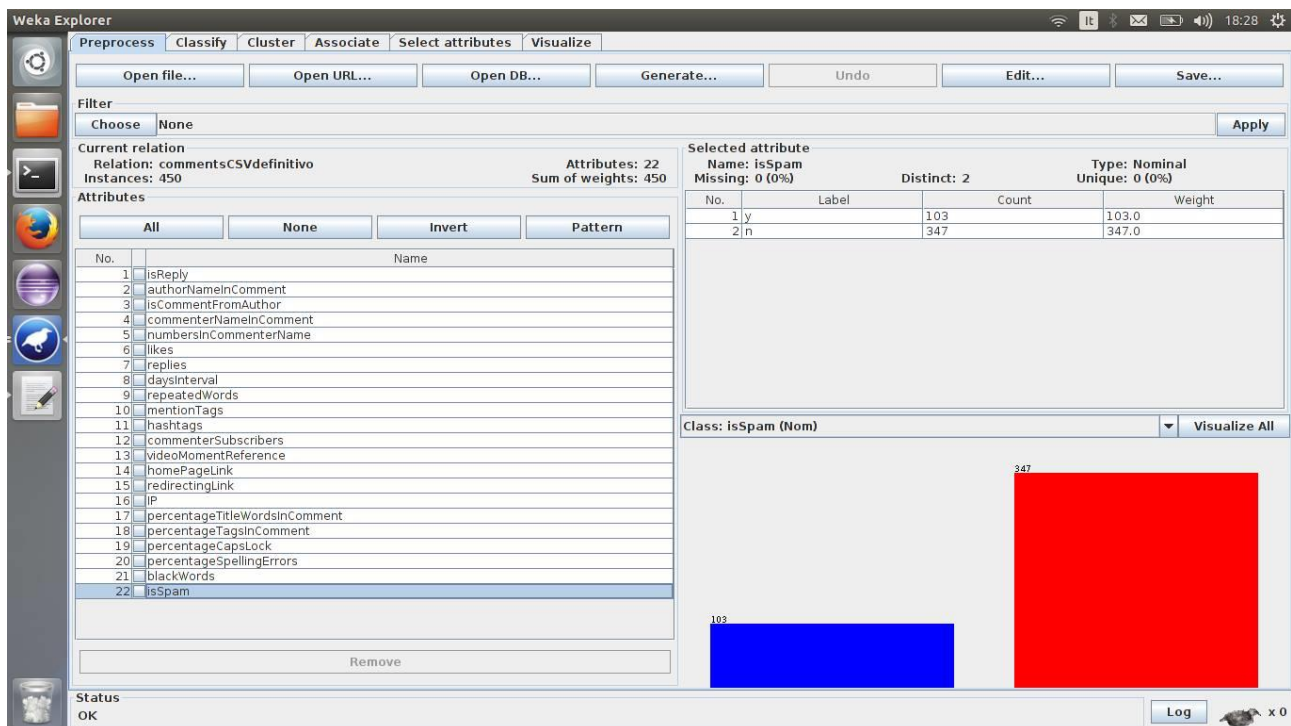 Weka Explorer
It
18:28
Preprocess Classify Cluster Associate Select attributes Visualize
Open file... Open URL... Open DB... Generate... Undo Edit... Save...
Filter
Choose None Apply
Current relation
Relation: commentsCSVdefinitivo Attributes: 22
Instances: 450 Sum of weights: 450
Attributes
All None Invert Pattern
No. Name
1 isReply
2 authorNameInComment
3 isCommentFromAuthor
4 commenterNameInComment
5 numbersInCommenterName
6 likes
7 replies
8 daysInterval
9 repeatedWords
10 mentionTags
11 hashtags
12 commenterSubscribers
13 videoMomentReference
14 homePageLink
15 redirectingLink
16 IP
17 percentageTitleWordsInComment
18 percentageTagsInComment
19 percentageCapsLock
20 percentageSpellingErrors
21 blackWords
22 isSpam
Remove
Selected attribute
Name: isSpam Type: Nominal
Missing: 0 (0%) Distinct: 2 Unique: 0 (0%)
No. Label Count Weight
1 y 103 103.0
2 n 347 347.0
Class: isSpam (Nom) Visualize All
347
103
Status
OK
Log x 0